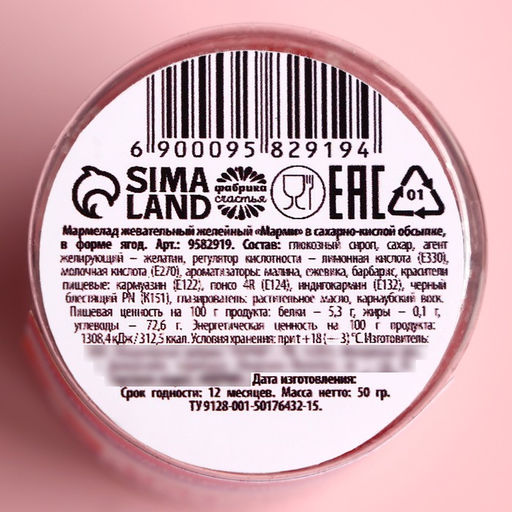 6 900095 829194
SIMA LAND
фабрика счастья
EAC
01
Мармелад жевательный желейный «Марми» в сахарно-кислой обсыпке,
в форме ягод. Арт.: 9582919. Состав: глюкозный сироп, сахар, агент
желирующий – желатин, регулятор кислотности – лимонная кислота (Е330),
молочная кислота (Е270), ароматизаторы: малина, ежевика, барбарис, красители
пищевые: кармуазин (Е122), понсо 4R (Е124), индигокармин (Е132), черный
блестящий PN (К151), глазирователь: растительное масло, карнаубский воск.
Пищевая ценность на 100 г продукта: белки – 5,3 г, жиры – 0,1 г,
углеводы – 72,6 г. Энергетическая ценность на 100 г продукта:
1308,4 кДж / 312,5 ккал. Условия хранения: при t +18 (+– 3) °С. Изготовитель:
Дата изготовления:
Срок годности: 12 месяцев. Масса нетто: 50 гр.
ТУ 9128-001-50176432-15.